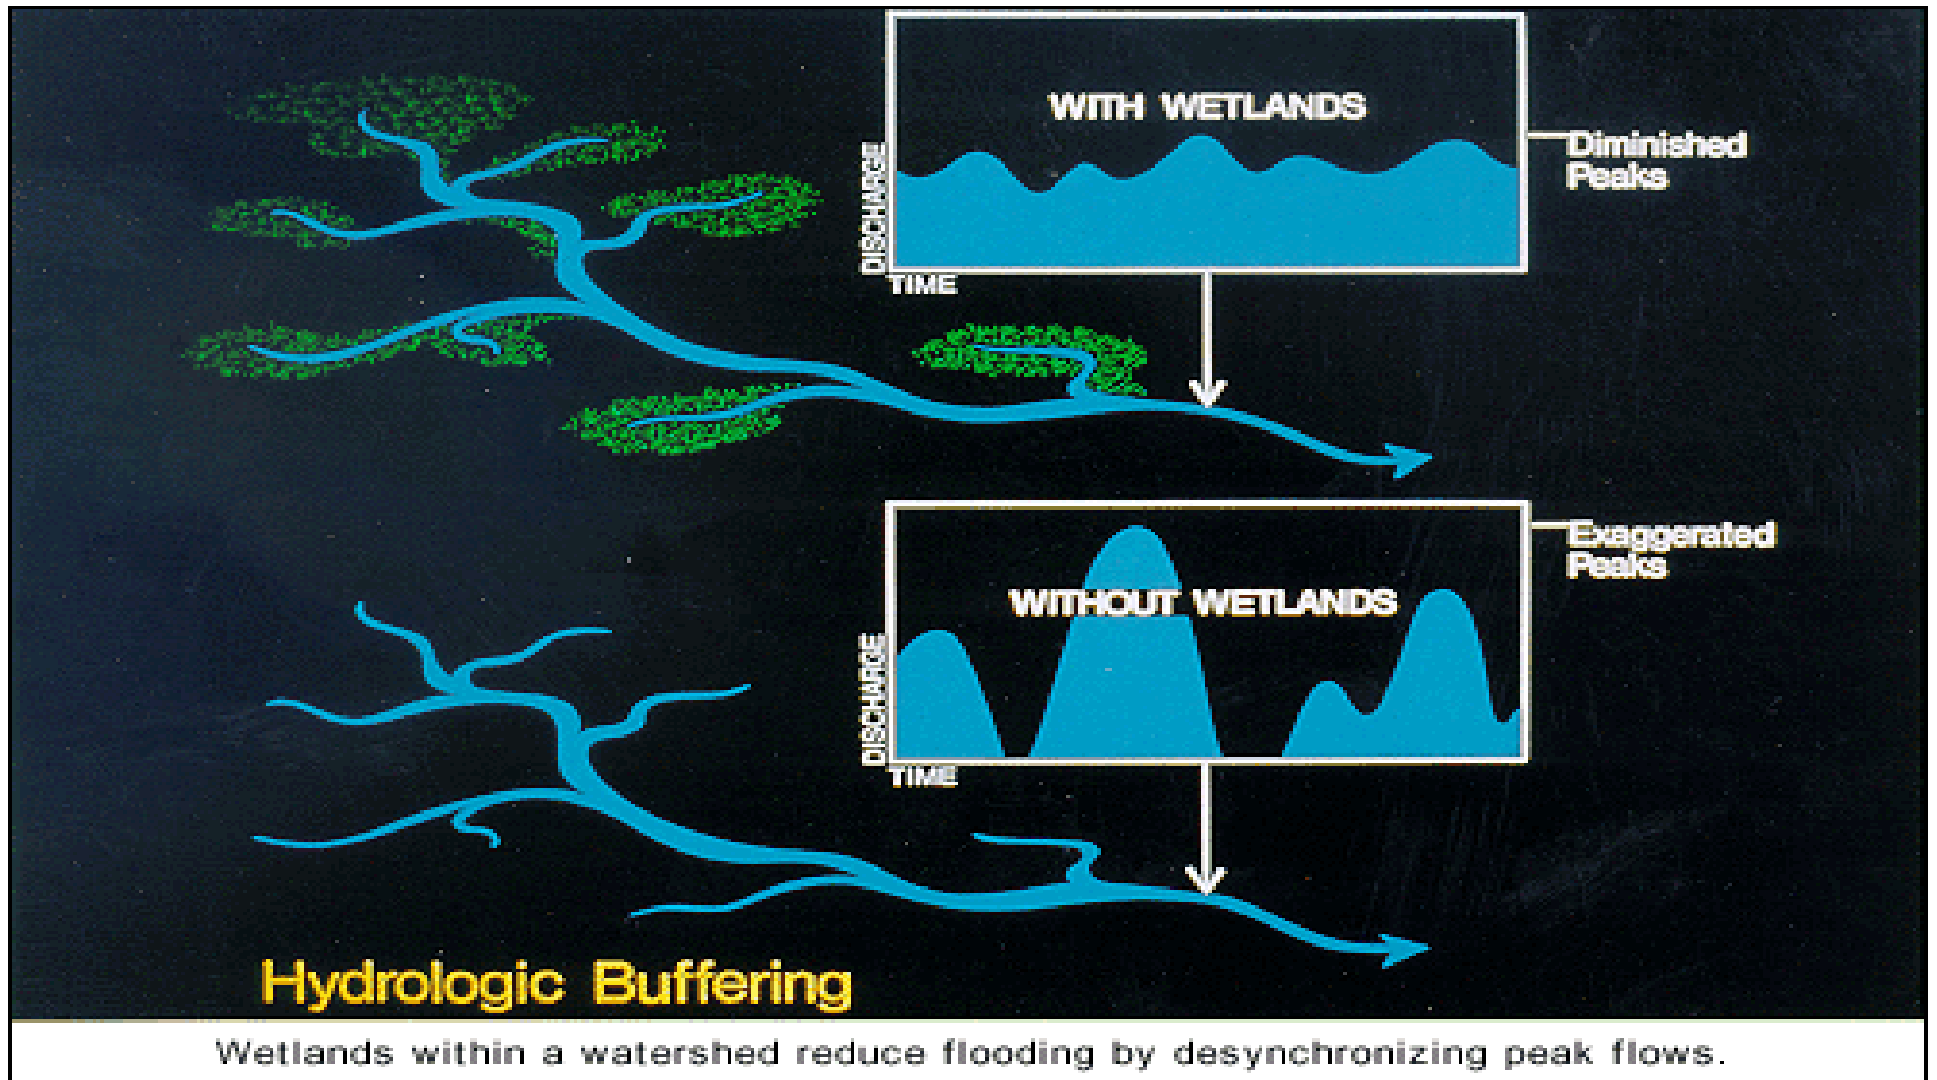 WITH WETLANDS
Diminished
Peaks
DISCHARGE
TIME
Exaggerated
Peaks
WITHOUT WETLANDS
DISCHARGE
TIME
Hydrologic Buffering
Wetlands within a watershed reduce flooding by desynchronizing peak flows.